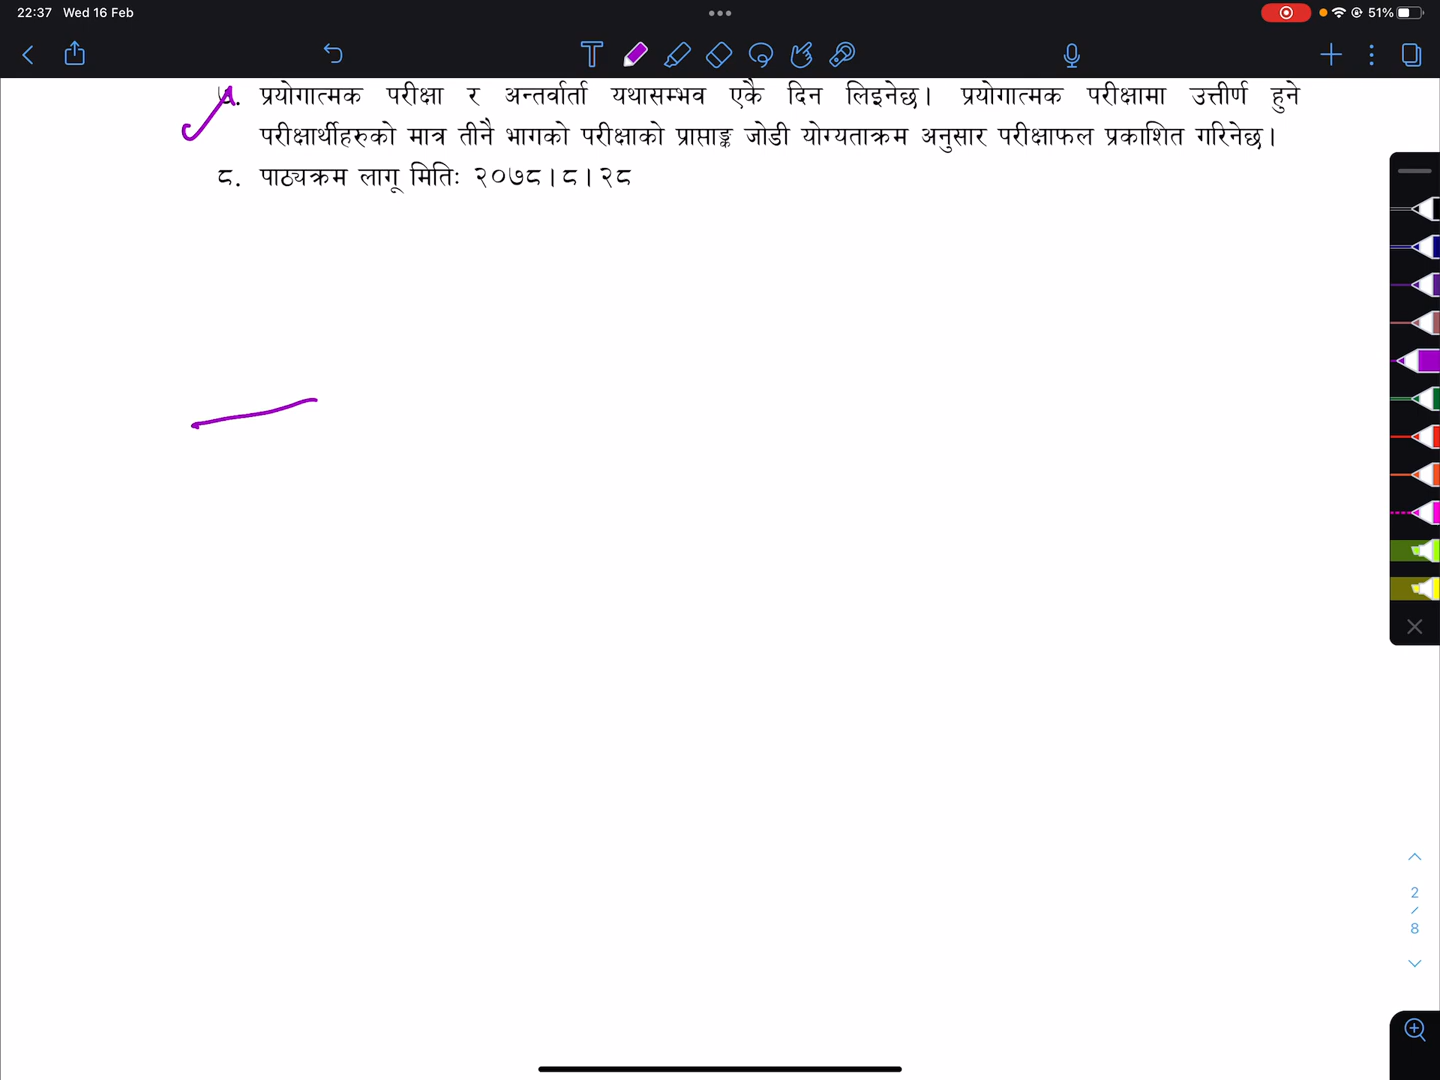 22:37 Wed 16 Feb 51%
प्रयोगात्मक परीक्षा र अन्तर्वार्ता यथासम्भव एकै दिन लिइनेछ। प्रयोगात्मक परीक्षामा उत्तीर्ण हुने
परीक्षार्थीहरुको मात्र तीनै भागको परीक्षाको प्राप्ताङ्क जोडी योग्यताक्रम अनुसार परीक्षाफल प्रकाशित गरिनेछ।
८. पाठ्यक्रम लागू मितिः २०७८।८।२८
2
/
8